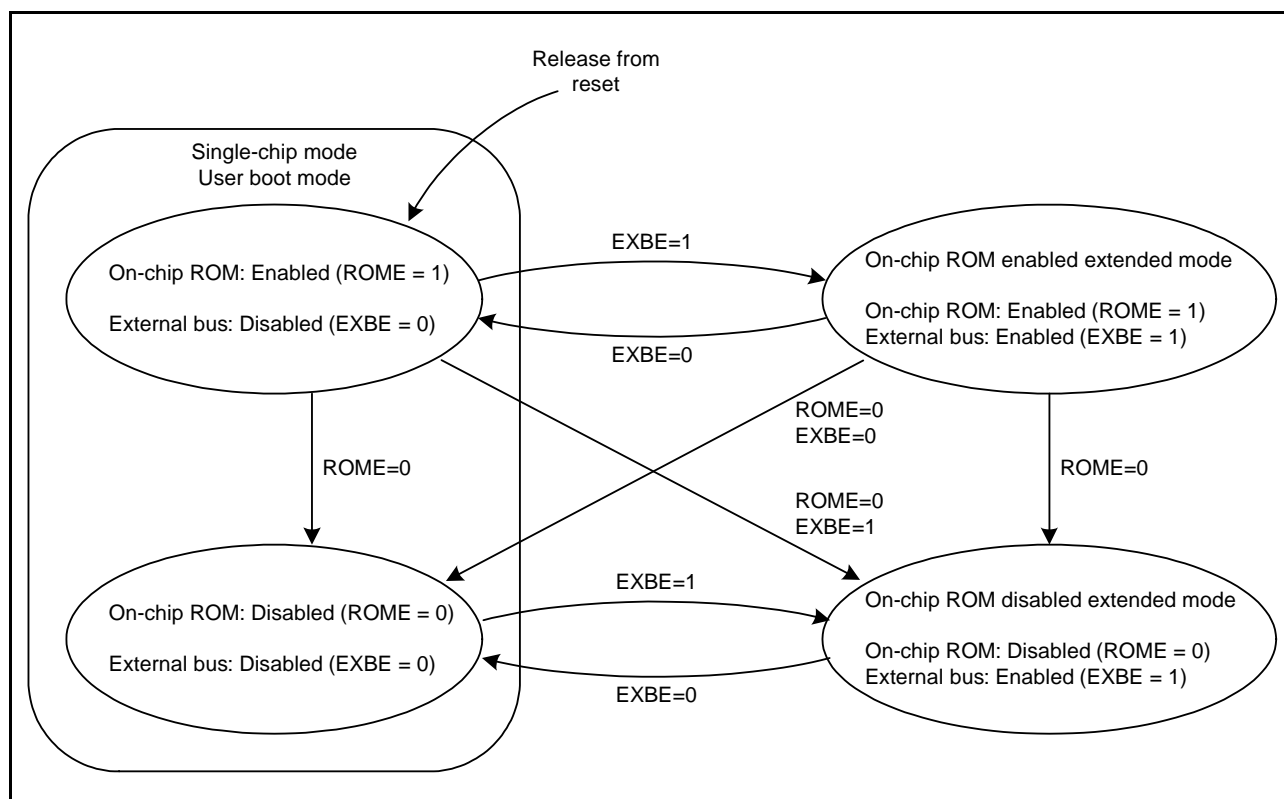 Release from
reset
Single-chip mode
User boot mode
On-chip ROM: Enabled (ROME = 1)
External bus: Disabled (EXBE = 0)
EXBE=1
EXBE=0
On-chip ROM enabled extended mode
On-chip ROM: Enabled (ROME = 1)
External bus: Enabled (EXBE = 1)
ROME=0
ROME=0
EXBE=0
ROME=0
EXBE=1
ROME=0
On-chip ROM: Disabled (ROME = 0)
External bus: Disabled (EXBE = 0)
EXBE=1
EXBE=0
On-chip ROM disabled extended mode
On-chip ROM: Disabled (ROME = 0)
External bus: Enabled (EXBE = 1)